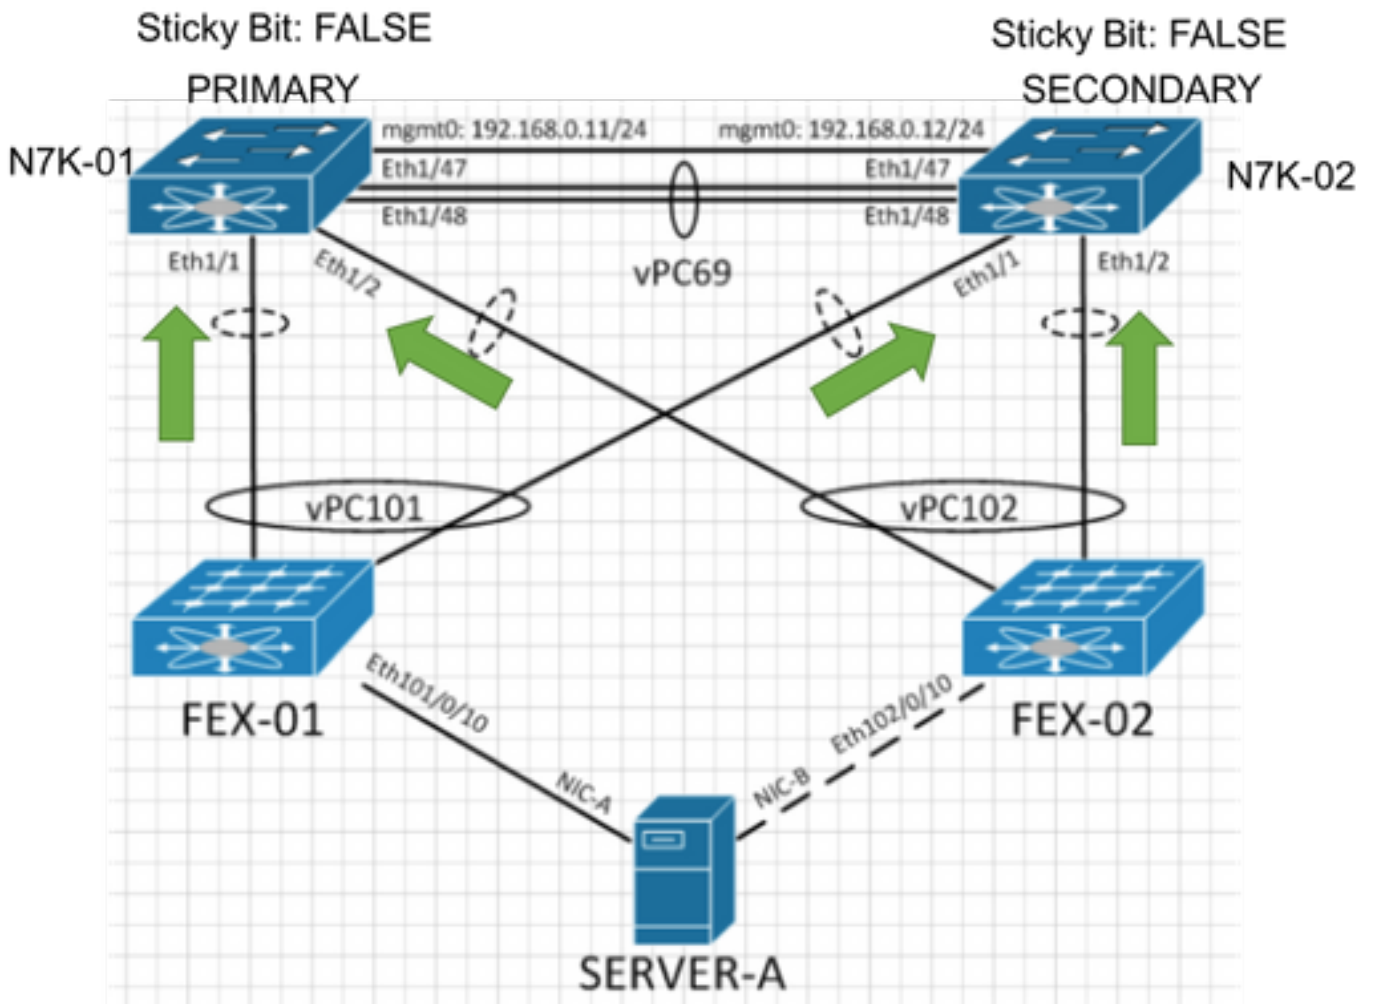 Sticky Bit: FALSE
Sticky Bit: FALSE
PRIMARY
SECONDARY
mgmt0: 192.168.0.11/24
mgmt0: 192.168.0.12/24
N7K-01
Eth1/47
Eth1/47
N7K-02
Eth1/48
Eth1/48
Eth1/1
Eth1/2
vPC69
Eth1/1
Eth1/2
vPC101
vPC102
Eth101/0/10
Eth102/0/10
FEX-01
FEX-02
NIC-A
NIC-B
SERVER-A